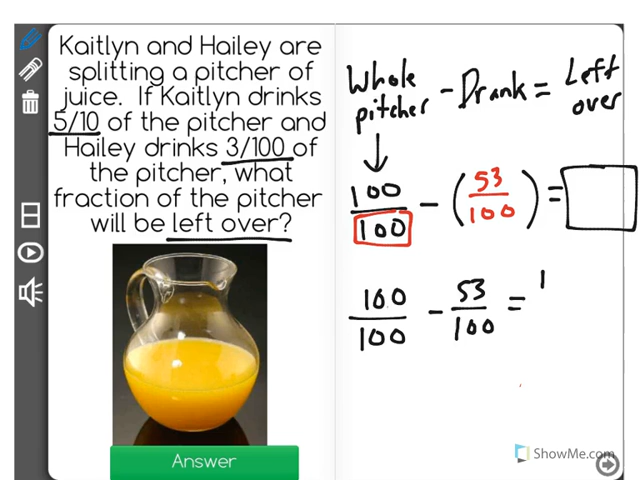 Kaitlyn and Hailey are
splitting a pitcher of
juice. If Kaitlyn drinks
5/10 of the pitcher and
Hailey drinks 3/100 of
the pitcher, what
fraction of the pitcher
will be left over?
Answer
Whole pitcher - Drank = Left over
100/100 - (53/100) =
100/100 - 53/100 = 1
ShowMe.com